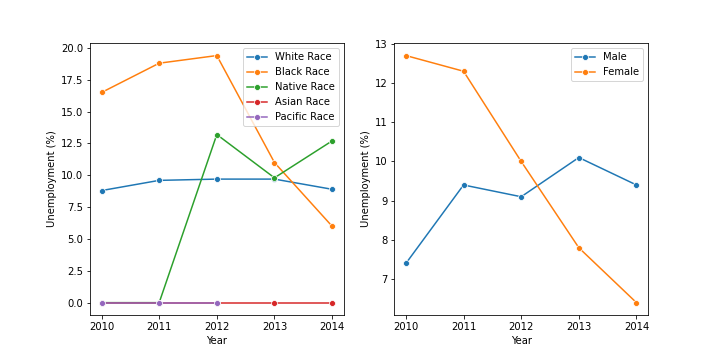 20.0
17.5
15.0
12.5
10.0
7.5
5.0
2.5
0.0
Unemployment (%)
2010 2011 2012 2013 2014
Year
White Race
Black Race
Native Race
Asian Race
Pacific Race
13
12
11
10
9
8
7
Unemployment (%)
2010 2011 2012 2013 2014
Year
Male
Female